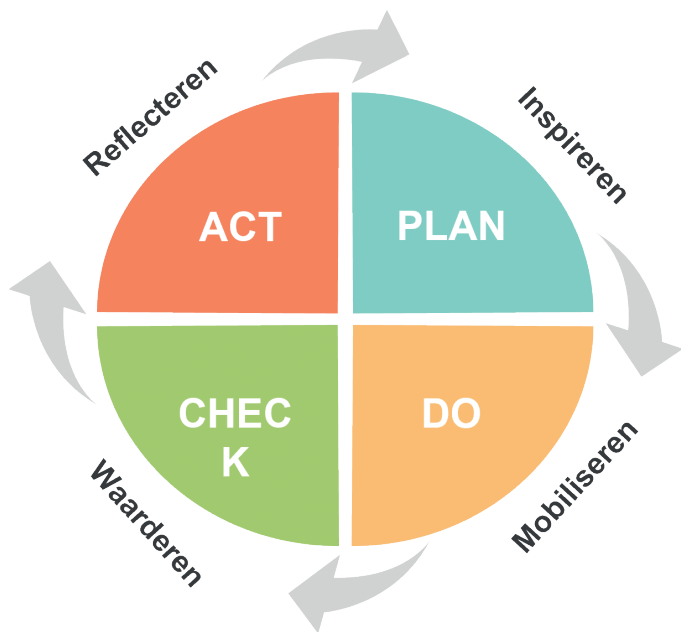 Reflecteren
Inspireren
ACT
PLAN
CHEC
K
DO
Waarderen
Mobiliseren